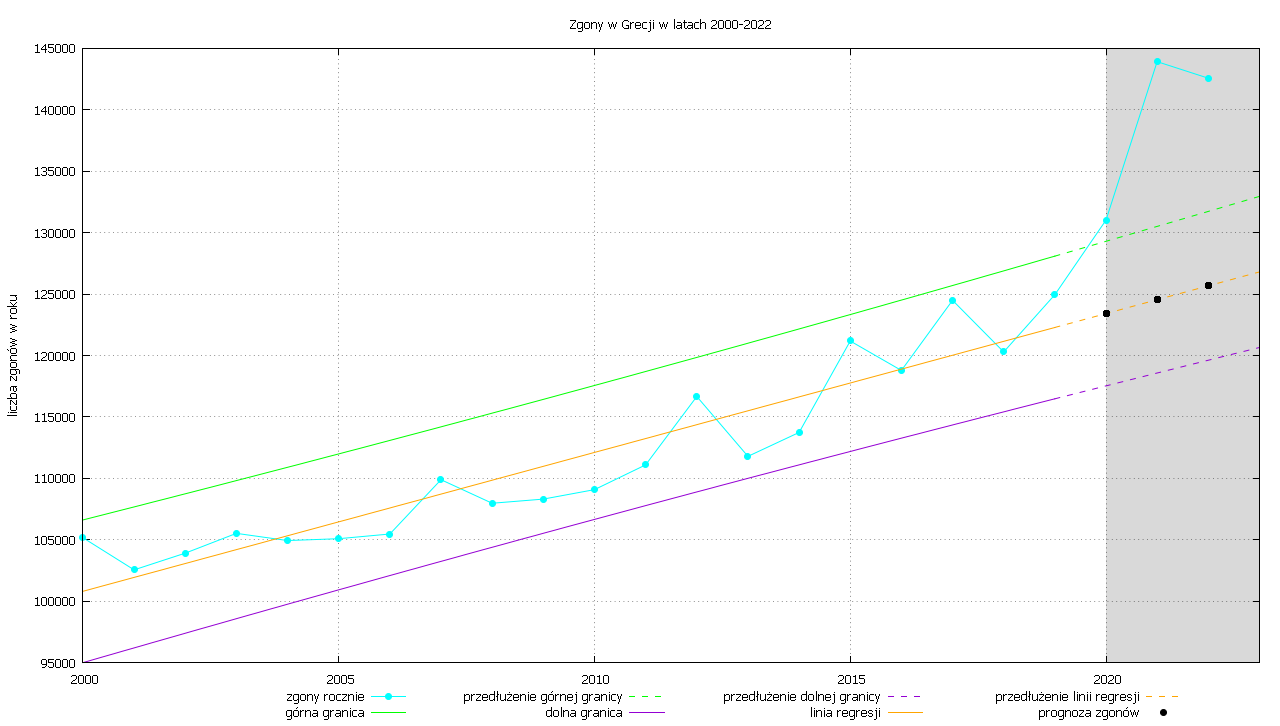 Zgony w Grecji w latach 2000-2022
145000
140000
135000
130000
125000
120000
115000
110000
105000
100000
95000
liczba zgonów w roku
2000 2005 2010 2015 2020
zgony rocznie przedłużenie górnej granicy przedłużenie dolnej granicy przedłużenie linii regresji
górna granica dolna granica linia regresji prognoza zgonów